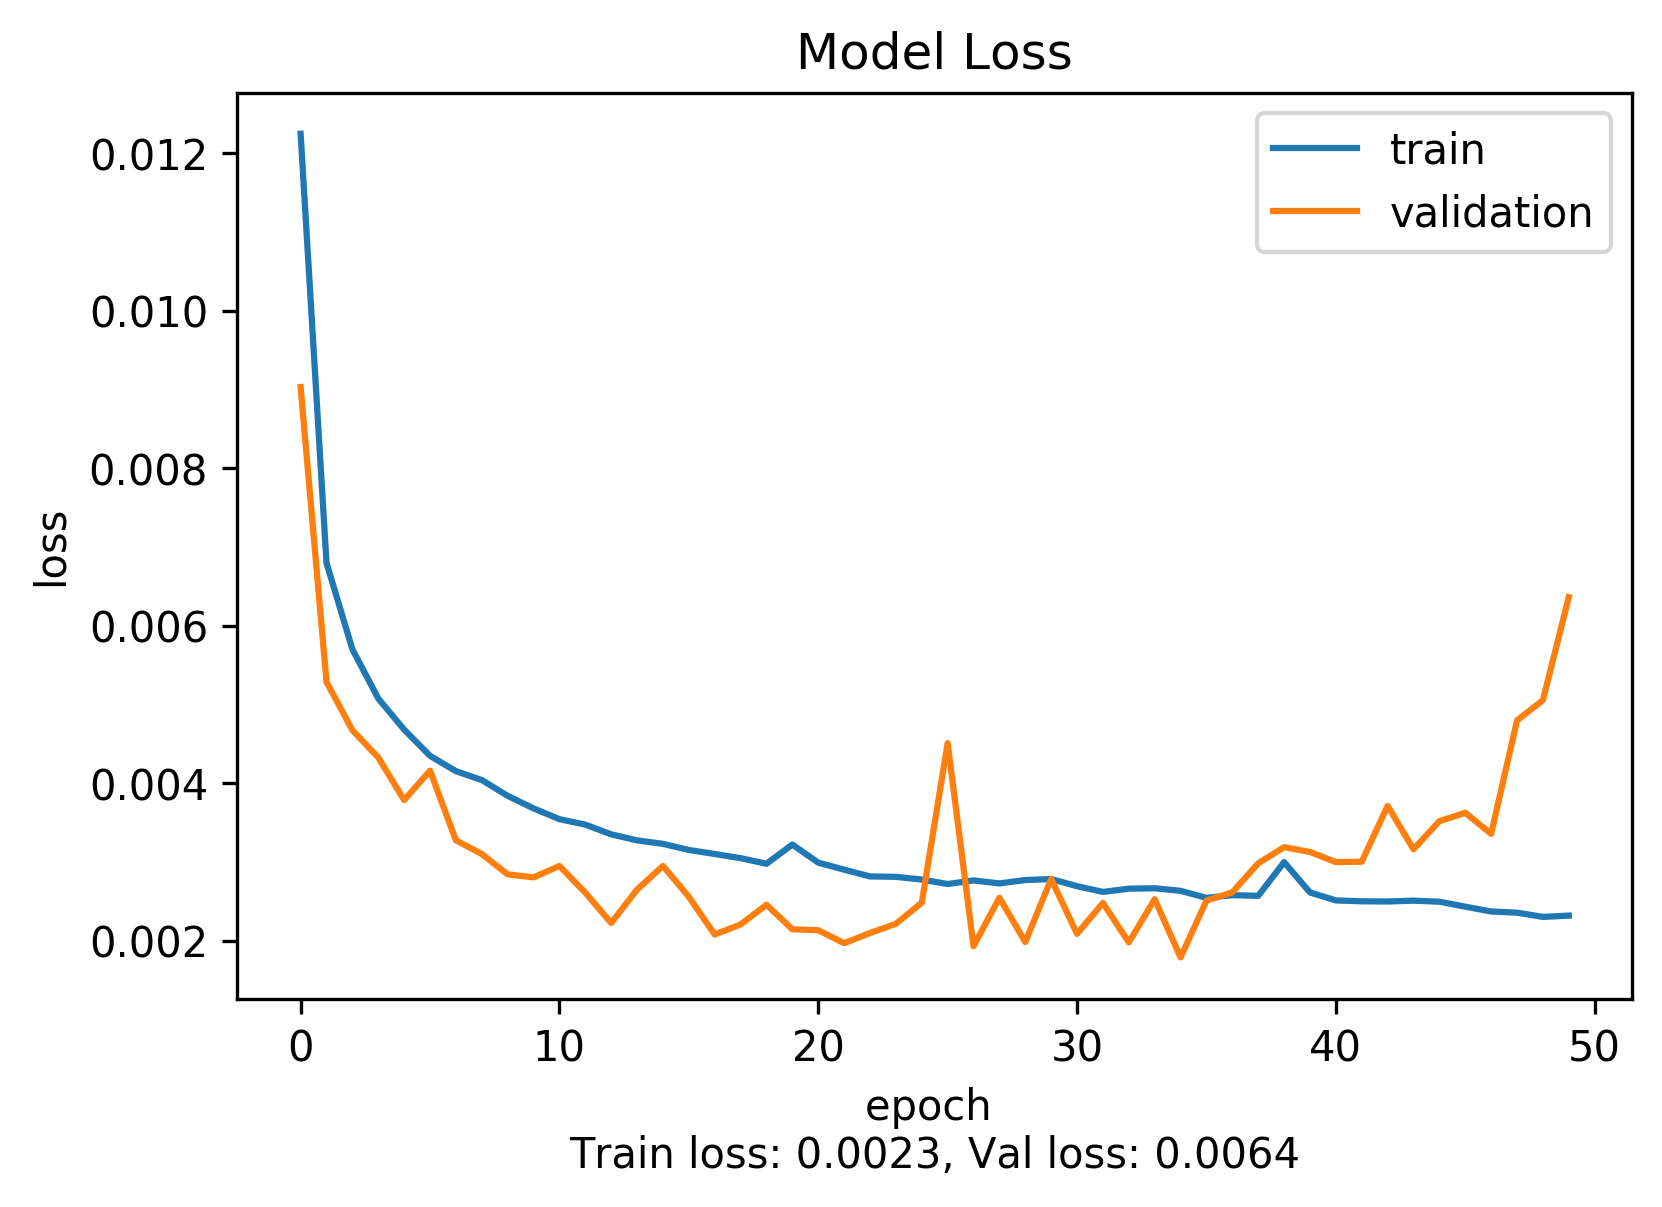 Model Loss
train
validation
0.012
0.010
0.008
0.006
0.004
0.002
loss
0 10 20 30 40 50
epoch
Train loss: 0.0023, Val loss: 0.0064